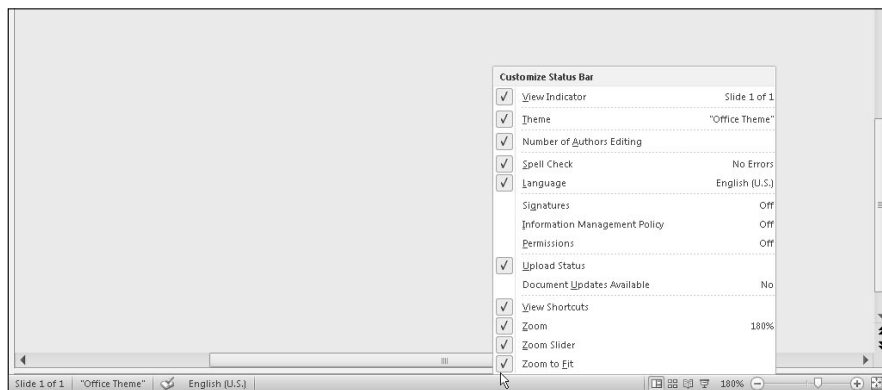 Customize Status Bar
View Indicator Slide 1 of 1
Theme "Office Theme"
Number of Authors Editing
Spell Check No Errors
Language English (U.S.)
Signatures Off
Information Management Policy Off
Permissions Off
Upload Status
Document Updates Available No
View Shortcuts
Zoom 180%
Zoom Slider
Zoom to Fit
Slide 1 of 1 "Office Theme" English (U.S.) 180%